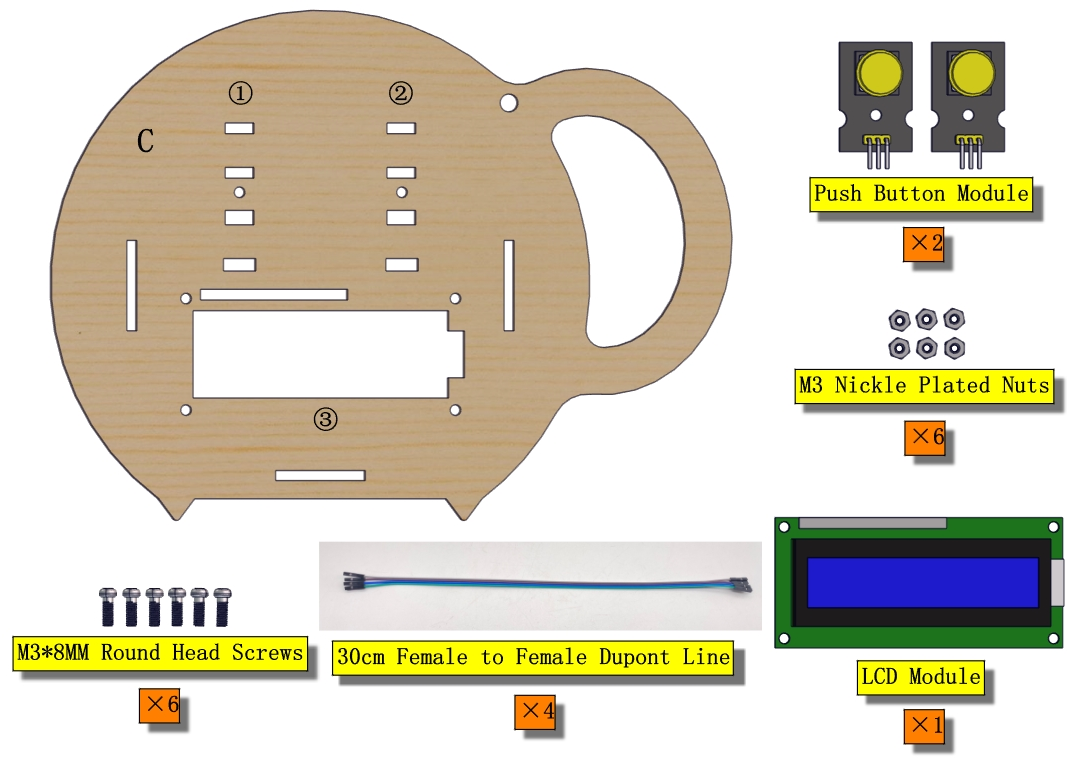 ① ②
C
③
Push Button Module
×2
M3 Nickle Plated Nuts
×6
M3*8MM Round Head Screws
×6
30cm Female to Female Dupont Line
×4
LCD Module
×1